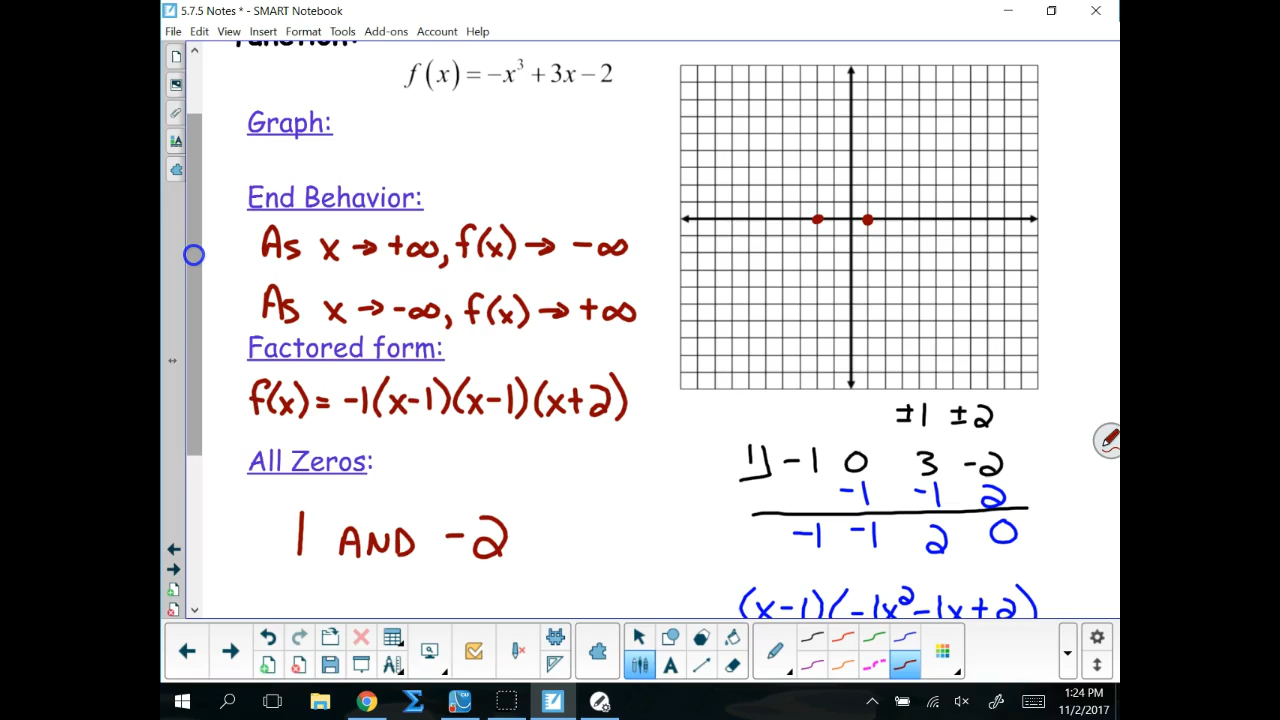 5.7.5 Notes * - SMART Notebook
File Edit View Insert Format Tools Add-ons Account Help
f(x) = −x³ + 3x − 2
Graph:
End Behavior:
As x → +∞, f(x) → -∞
As x → -∞, f(x) → +∞
Factored form:
f(x) = -1(x-1)(x-1)(x+2)
All Zeros:
1 AND -2
±1 ±2
1) -1 0 3 -2
-1 -1 2
-1 -1 2 0
(x-1)(-1x²-1x+2)
1:24 PM
11/2/2017